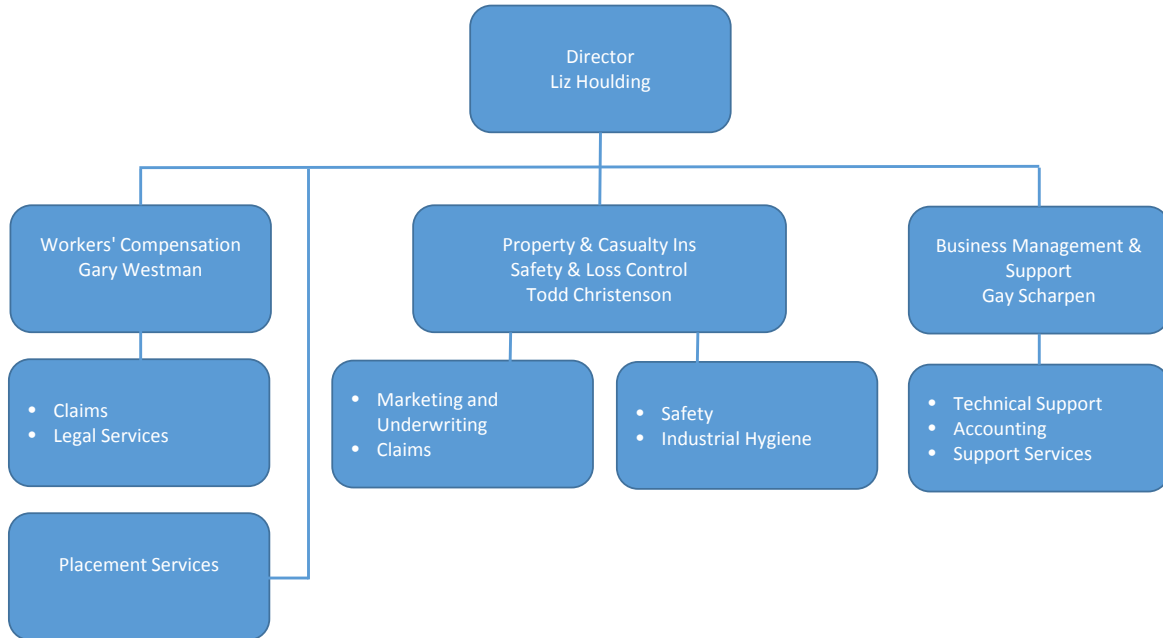 Director
Liz Houlding
Workers' Compensation
Gary Westman
Property & Casualty Ins
Safety & Loss Control
Todd Christenson
Business Management &
Support
Gay Scharpen
• Claims
• Legal Services
• Marketing and
Underwriting
• Claims
• Safety
• Industrial Hygiene
• Technical Support
• Accounting
• Support Services
Placement Services